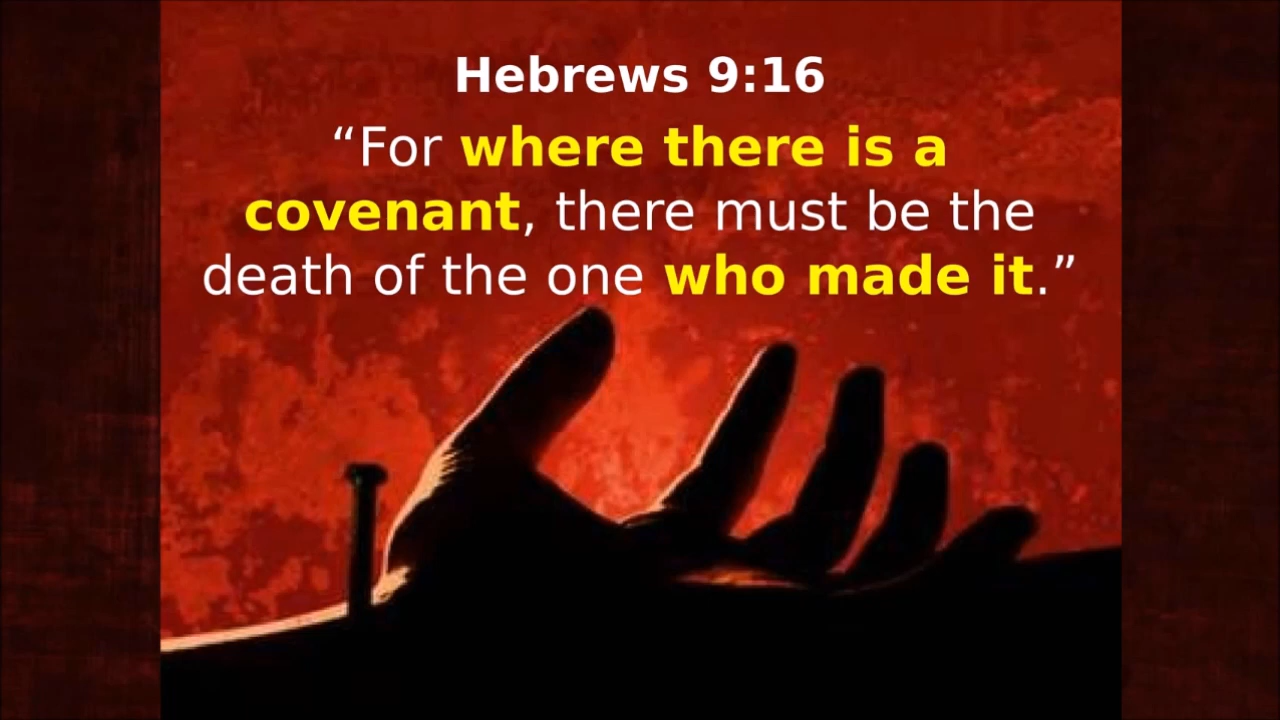 Hebrews 9:16
“For where there is a
covenant, there must be the
death of the one who made it.”